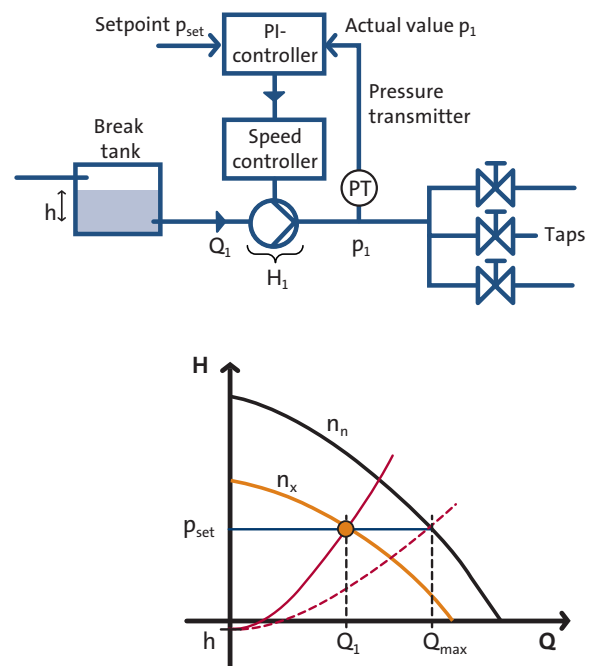 Setpoint pset
PI-
controller
Actual value p1
Pressure
transmitter
Break
tank
Speed
controller
PT
h
Q1
H1
p1
Taps
H
nn
nx
pset
h
Q1
Qmax
Q